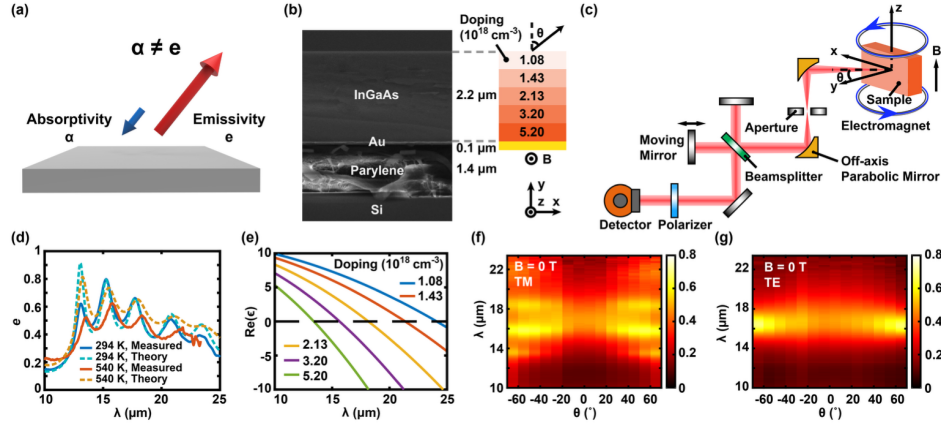 (a)
α ≠ e
Absorptivity
α
Emissivity
e
(b)
InGaAs
Au
Parylene
Si
2.2 μm
0.1 μm
1.4 μm
Doping
(10¹⁸ cm⁻³)
θ
1.08
1.43
2.13
3.20
5.20
B
y
z
x
(c)
z
x
y
θ
B
Sample
Electromagnet
Aperture
Moving
Mirror
Beamsplitter
Off-axis
Parabolic Mirror
Detector
Polarizer
(d)
e
1
0.8
0.6
0.4
0.2
0
294 K, Measured
294 K, Theory
540 K, Measured
540 K, Theory
10 15 20 25
λ (μm)
(e)
Re(ϵ)
10
5
0
-5
-10
Doping (10¹⁸ cm⁻³)
1.08
1.43
2.13
3.20
5.20
10 15 20 25
λ (μm)
(f)
B = 0 T
TM
λ (μm)
22
18
14
10
-60 -40 -20 0 20 40 60
θ (°)
0.8
0.6
0.4
0.2
0
(g)
B = 0 T
TE
λ (μm)
22
18
14
10
-60 -40 -20 0 20 40 60
θ (°)
0.8
0.6
0.4
0.2
0